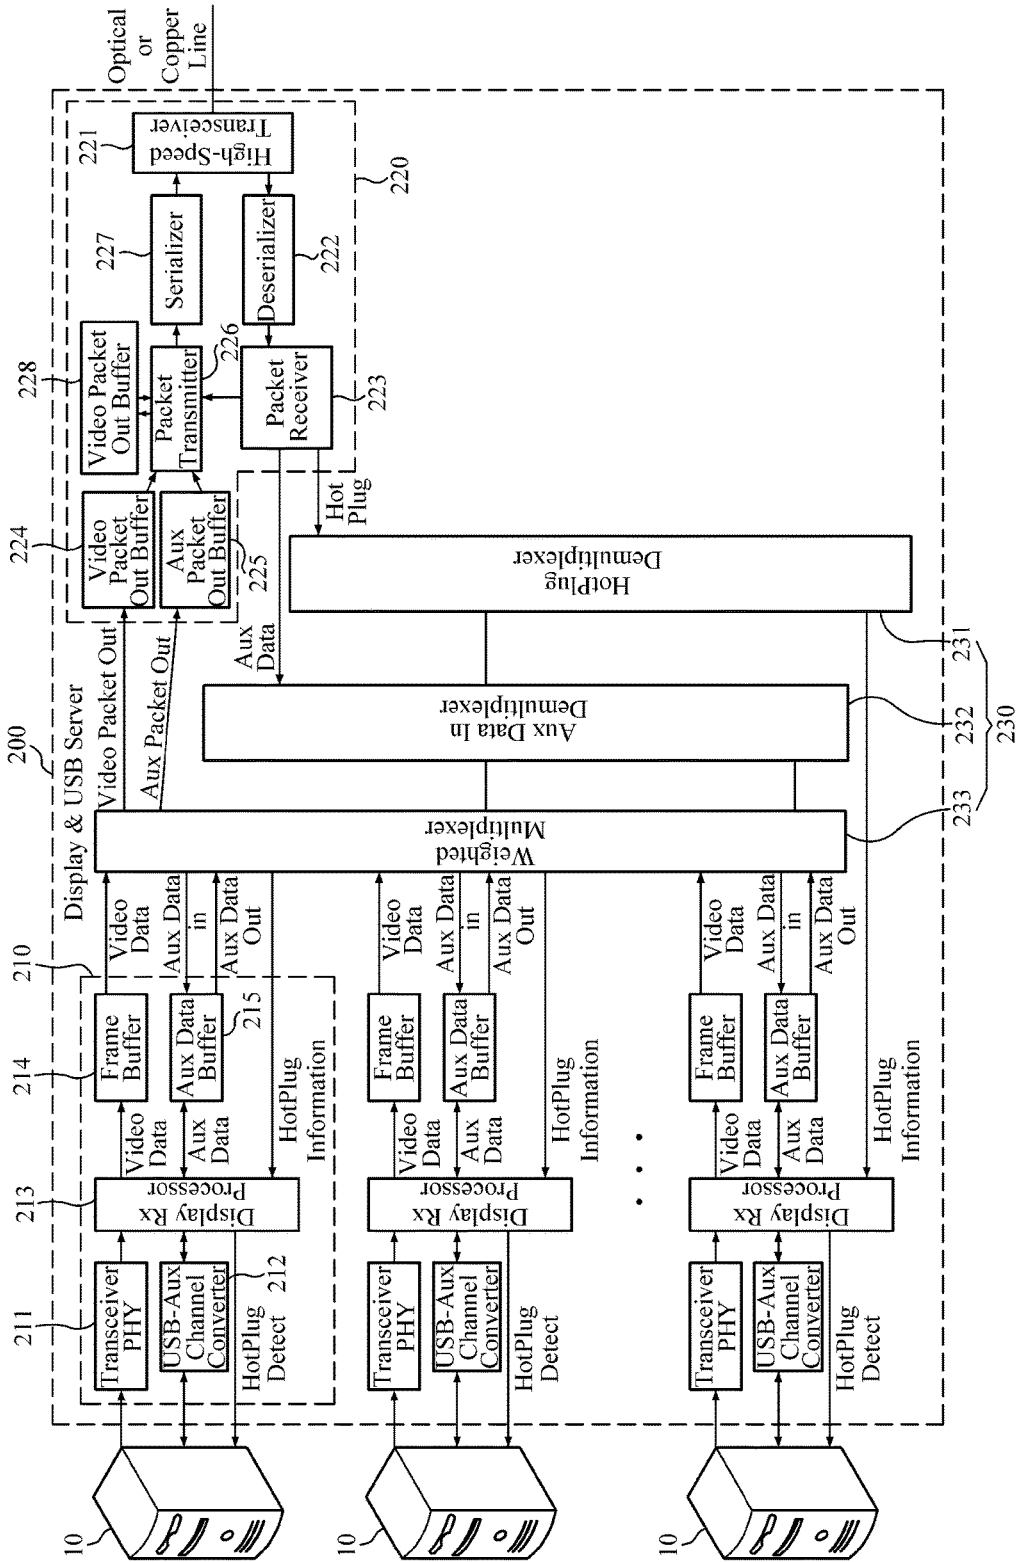 200
Display & USB Server
10
211
Transceiver
PHY
USB-Aux
Channel
Converter
212
HotPlug
Detect
213
Display Rx
Processor
Video
Data
Aux Data
HotPlug
Information
214
Frame
Buffer
Aux Data
Buffer
215
210
Video
Data
Aux Data
in
Aux Data
Out
Weighted
Multiplexer
233
Video Packet Out
Aux Packet Out
Aux Data In
Demultiplexer
232
Aux
Data
HotPlug
Demultiplexer
231
230
Hot
Plug
224
Video
Packet
Out Buffer
Aux
Packet
Out Buffer
225
228
Video Packet
Out Buffer
Packet
Transmitter
226
Packet
Receiver
223
227
Serializer
Deserializer
222
221
High-Speed
Transceiver
220
Optical
or
Copper
Line
10
Transceiver
PHY
USB-Aux
Channel
Converter
HotPlug
Detect
Display Rx
Processor
Video
Data
Aux Data
HotPlug
Information
Frame
Buffer
Aux Data
Buffer
Video
Data
Aux Data
in
Aux Data
Out
10
Transceiver
PHY
USB-Aux
Channel
Converter
HotPlug
Detect
Display Rx
Processor
Video
Data
Aux Data
HotPlug
Information
Frame
Buffer
Aux Data
Buffer
Video
Data
Aux Data
in
Aux Data
Out